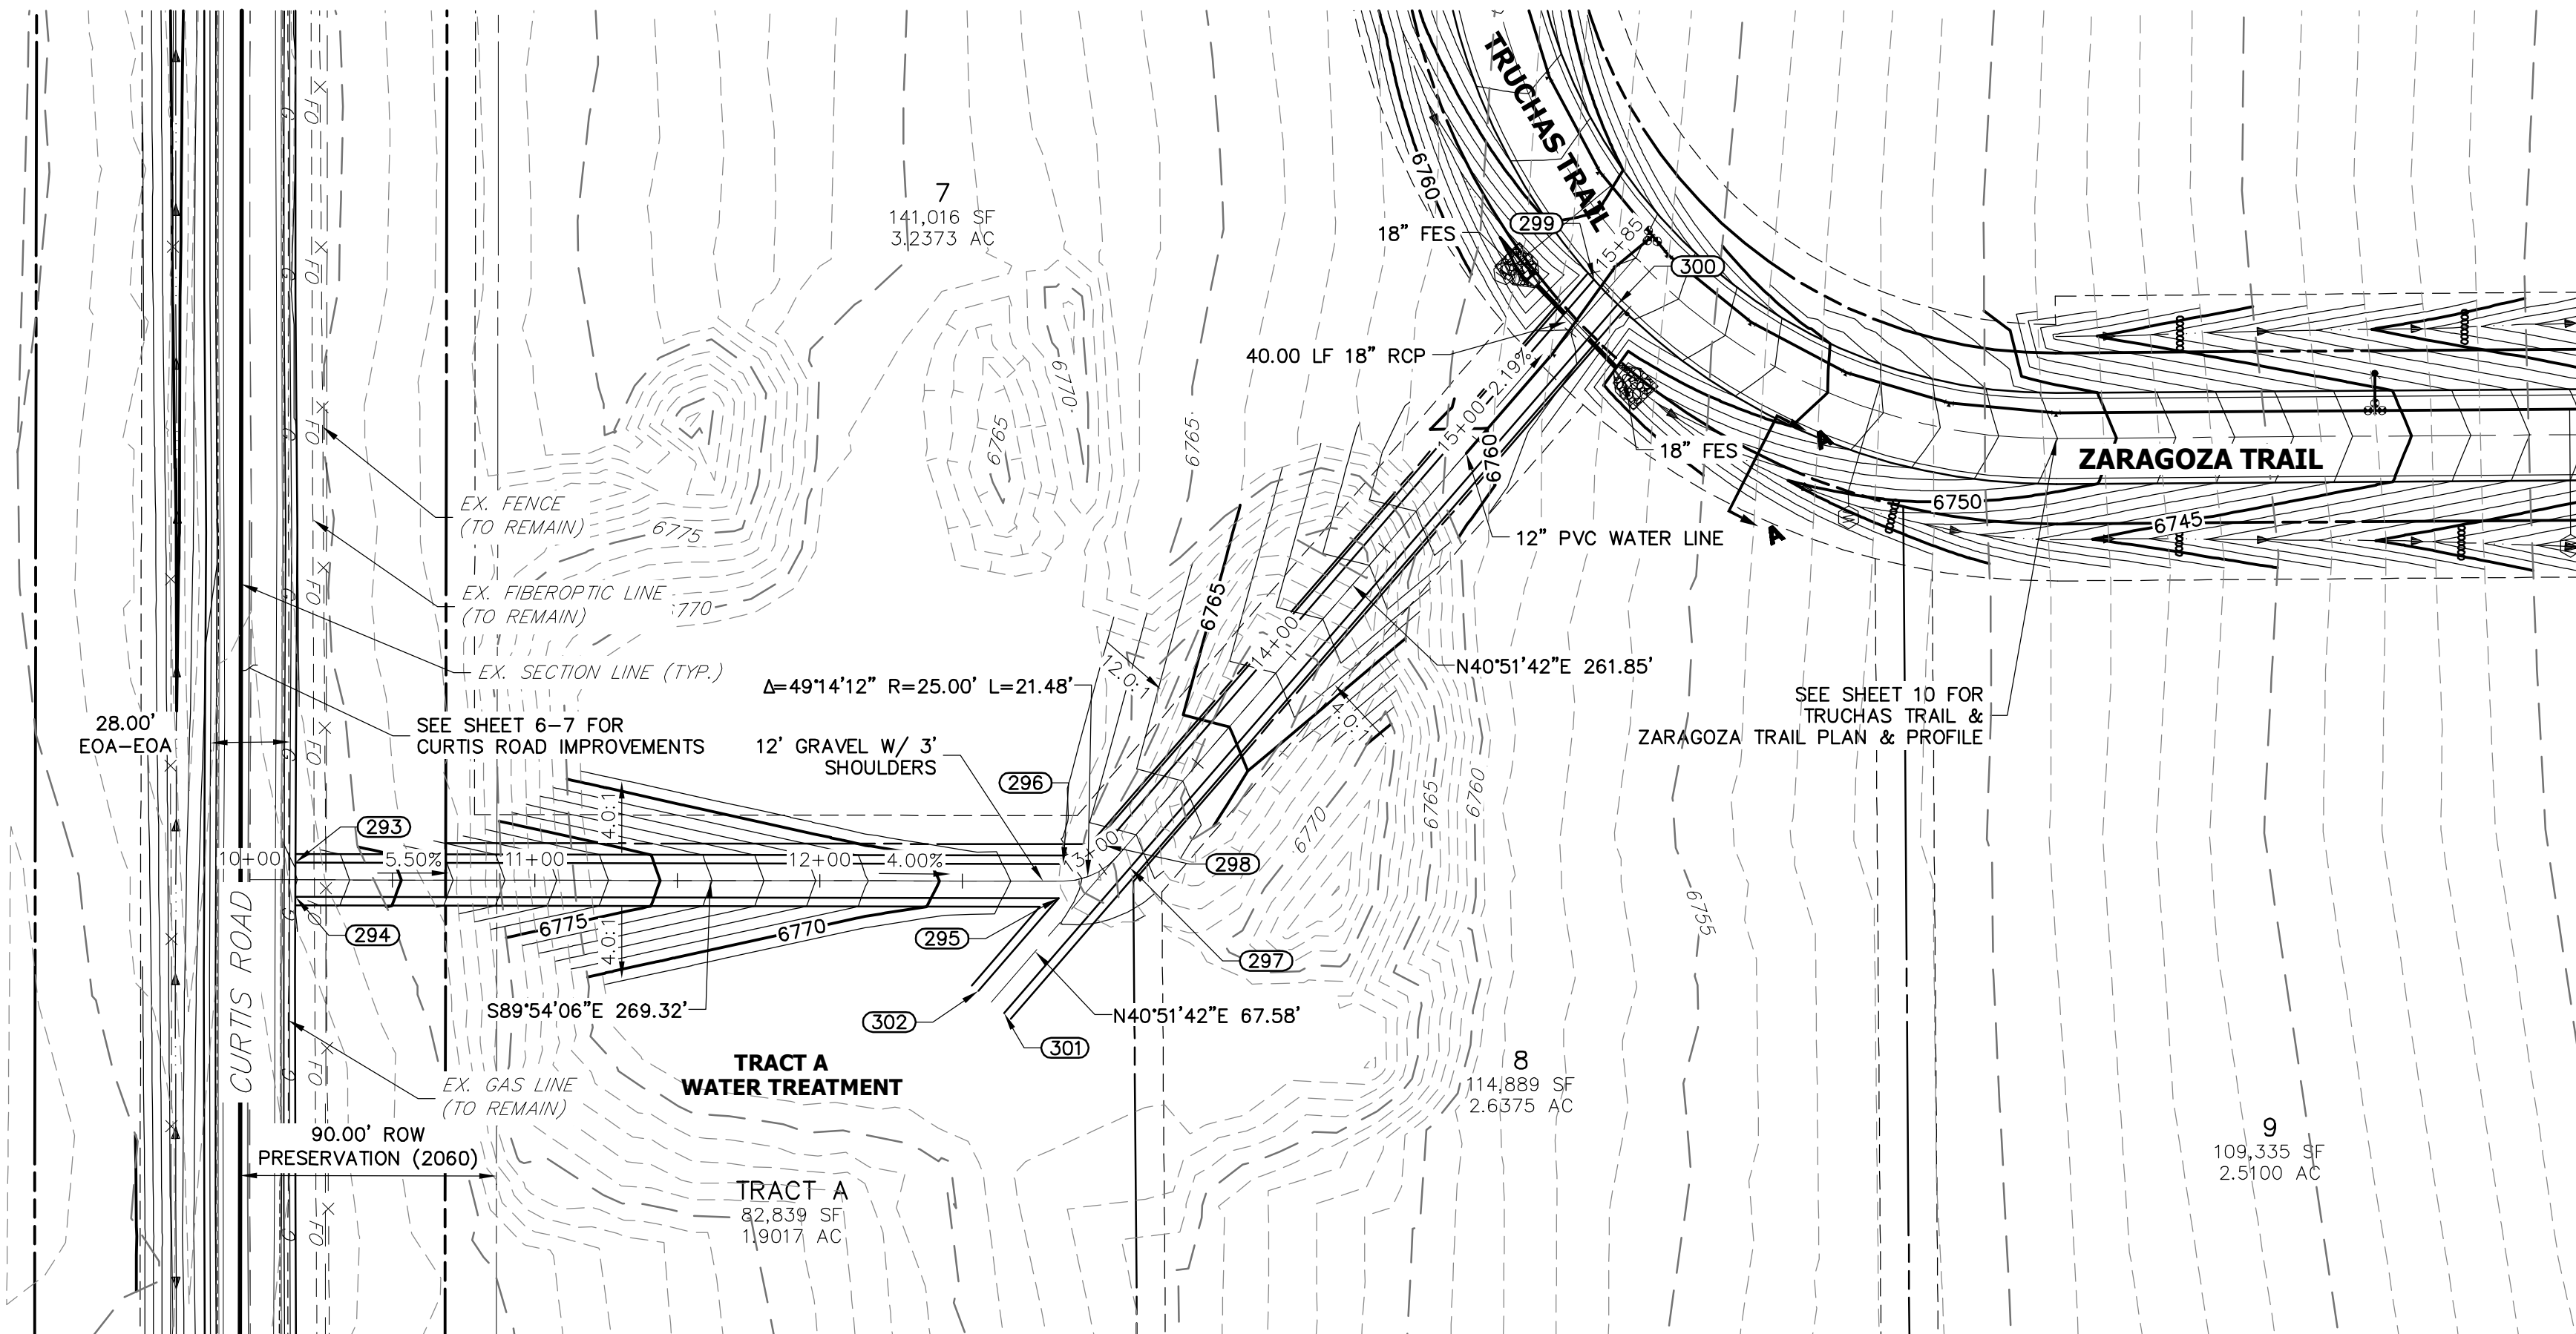 TRUCHAS TRAIL
7
141,016 SF
3.2373 AC
6760
18" FES
299
15+85
300
40.00 LF 18" RCP
-2.19%
15+00
6760
18" FES
ZARAGOZA TRAIL
6750
6745
A
A
12" PVC WATER LINE
6770
6765
6765
EX. FENCE
(TO REMAIN)
6775
EX. FIBEROPTIC LINE
(TO REMAIN)
6770
6765
EX. SECTION LINE (TYP.)
14+00
N40°51'42"E 261.85'
12.0:1
4.0:1
Δ=49°14'12" R=25.00' L=21.48'
SEE SHEET 10 FOR
TRUCHAS TRAIL &
ZARAGOZA TRAIL PLAN & PROFILE
28.00'
EOA-EOA
SEE SHEET 6-7 FOR
CURTIS ROAD IMPROVEMENTS
12' GRAVEL W/ 3'
SHOULDERS
296
6765
6760
6770
293
4.0:1
10+00
5.50%
11+00
12+00
4.00%
13+00
298
6755
CURTIS ROAD
294
6775
4.0:1
6770
295
297
S89°54'06"E 269.32'
302
N40°51'42"E 67.58'
301
TRACT A
WATER TREATMENT
EX. GAS LINE
(TO REMAIN)
8
114,889 SF
2.6375 AC
90.00' ROW
PRESERVATION (2060)
9
109,335 SF
2.5100 AC
TRACT A
82,839 SF
1.9017 AC
FO
FO
FO
FO
FO
FO
FO
FO
G
G
G
G
G
G
G
G